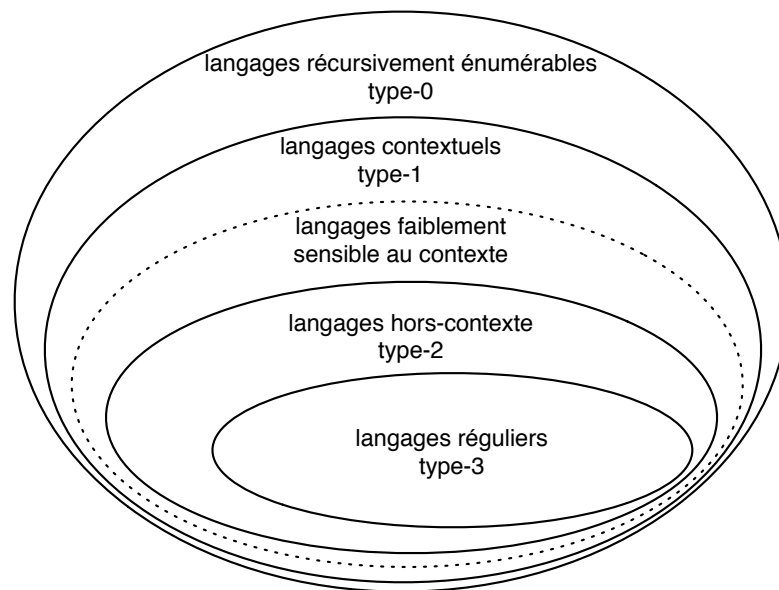 langages récursivement énumérables
type-0
langages contextuels
type-1
langages faiblement
sensible au contexte
langages hors-contexte
type-2
langages réguliers
type-3